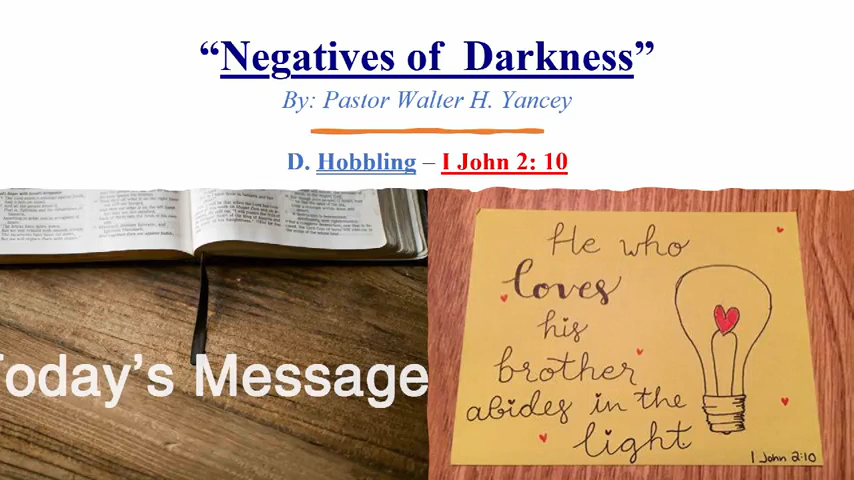 “Negatives of Darkness”
By: Pastor Walter H. Yancey
D. Hobbling – I John 2: 10
Today’s Message
He who
loves
his
brother
abides in the
light
I John 2:10